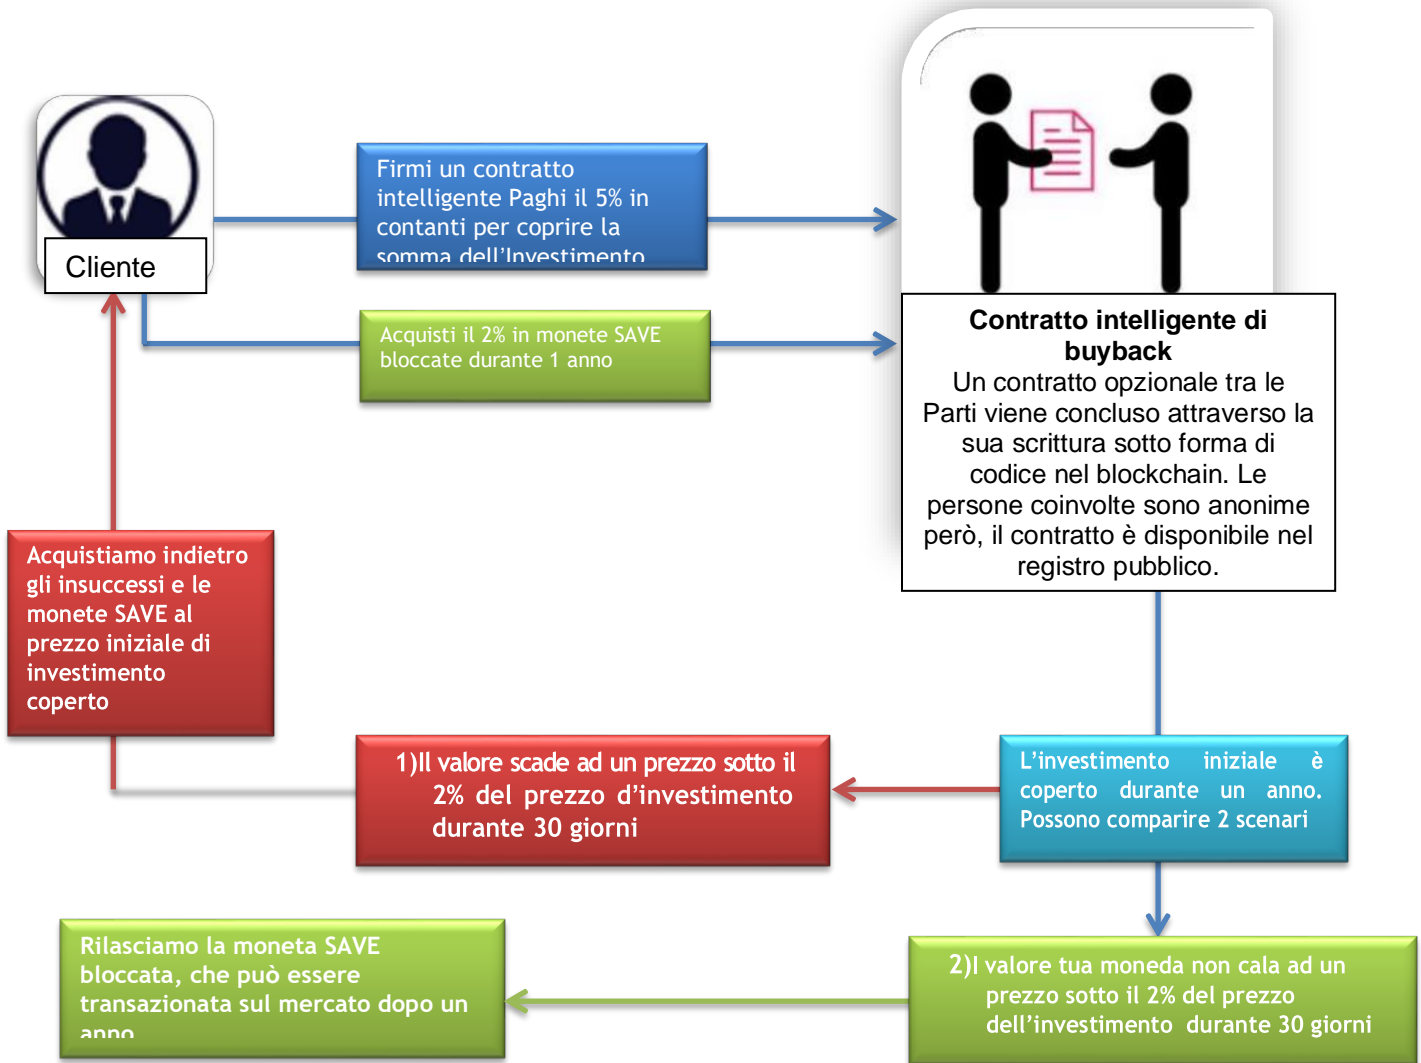 Firmi un contratto
intelligente Paghi il 5% in
contanti per coprire la
somma dell'Investimento
Cliente
Acquisti il 2% in monete SAVE
bloccate durante 1 anno
Contratto intelligente di
buyback
Un contratto opzionale tra le
Parti viene concluso attraverso la
sua scrittura sotto forma di
codice nel blockchain. Le
persone coinvolte sono anonime
però, il contratto è disponibile nel
registro pubblico.
Acquistiamo indietro
gli insuccessi e le
monete SAVE al
prezzo iniziale di
investimento
coperto
1)Il valore scade ad un prezzo sotto il
2% del prezzo d'investimento
durante 30 giorni
L'investimento iniziale è
coperto durante un anno.
Possono comparire 2 scenari
Rilasciamo la moneta SAVE
bloccata, che può essere
transazionata sul mercato dopo un
anno
2)I valore tua moneda non cala ad un
prezzo sotto il 2% del prezzo
dell'investimento durante 30 giorni